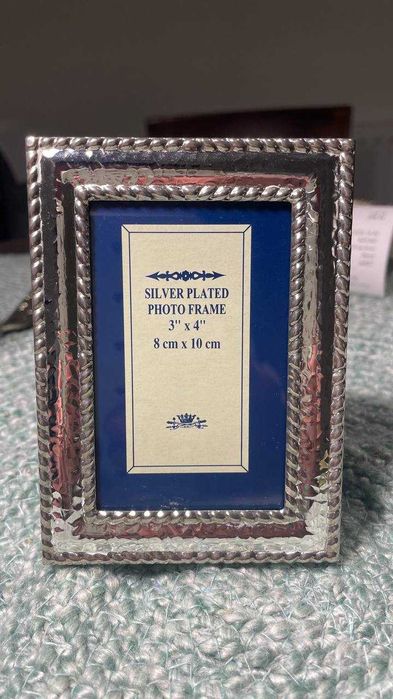 SILVER PLATED
PHOTO FRAME
3" x 4"
8 cm x 10 cm